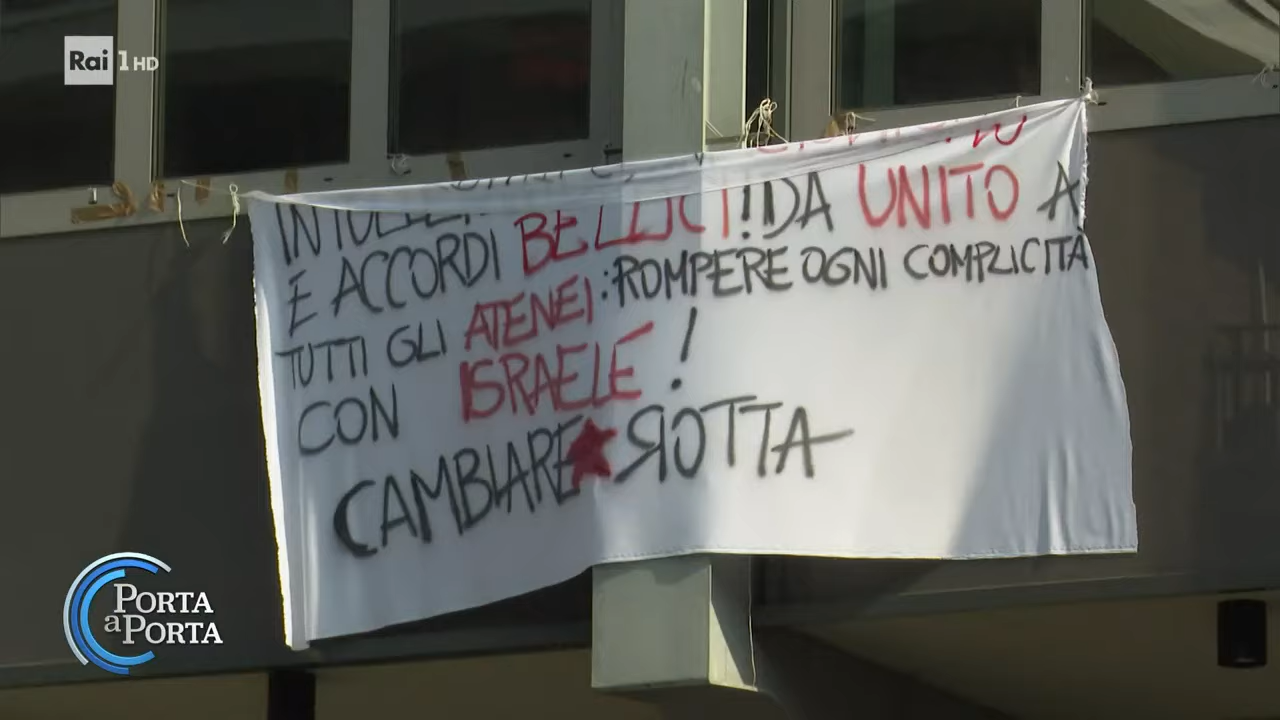 Rai 1 HD
E ACCORDI BELLICI! DA UNITO A
TUTTI GLI ATENEI: ROMPERE OGNI COMPLICITÀ
CON ISRAELE!
CAMBIARE ROTTA
PORTA
a PORTA